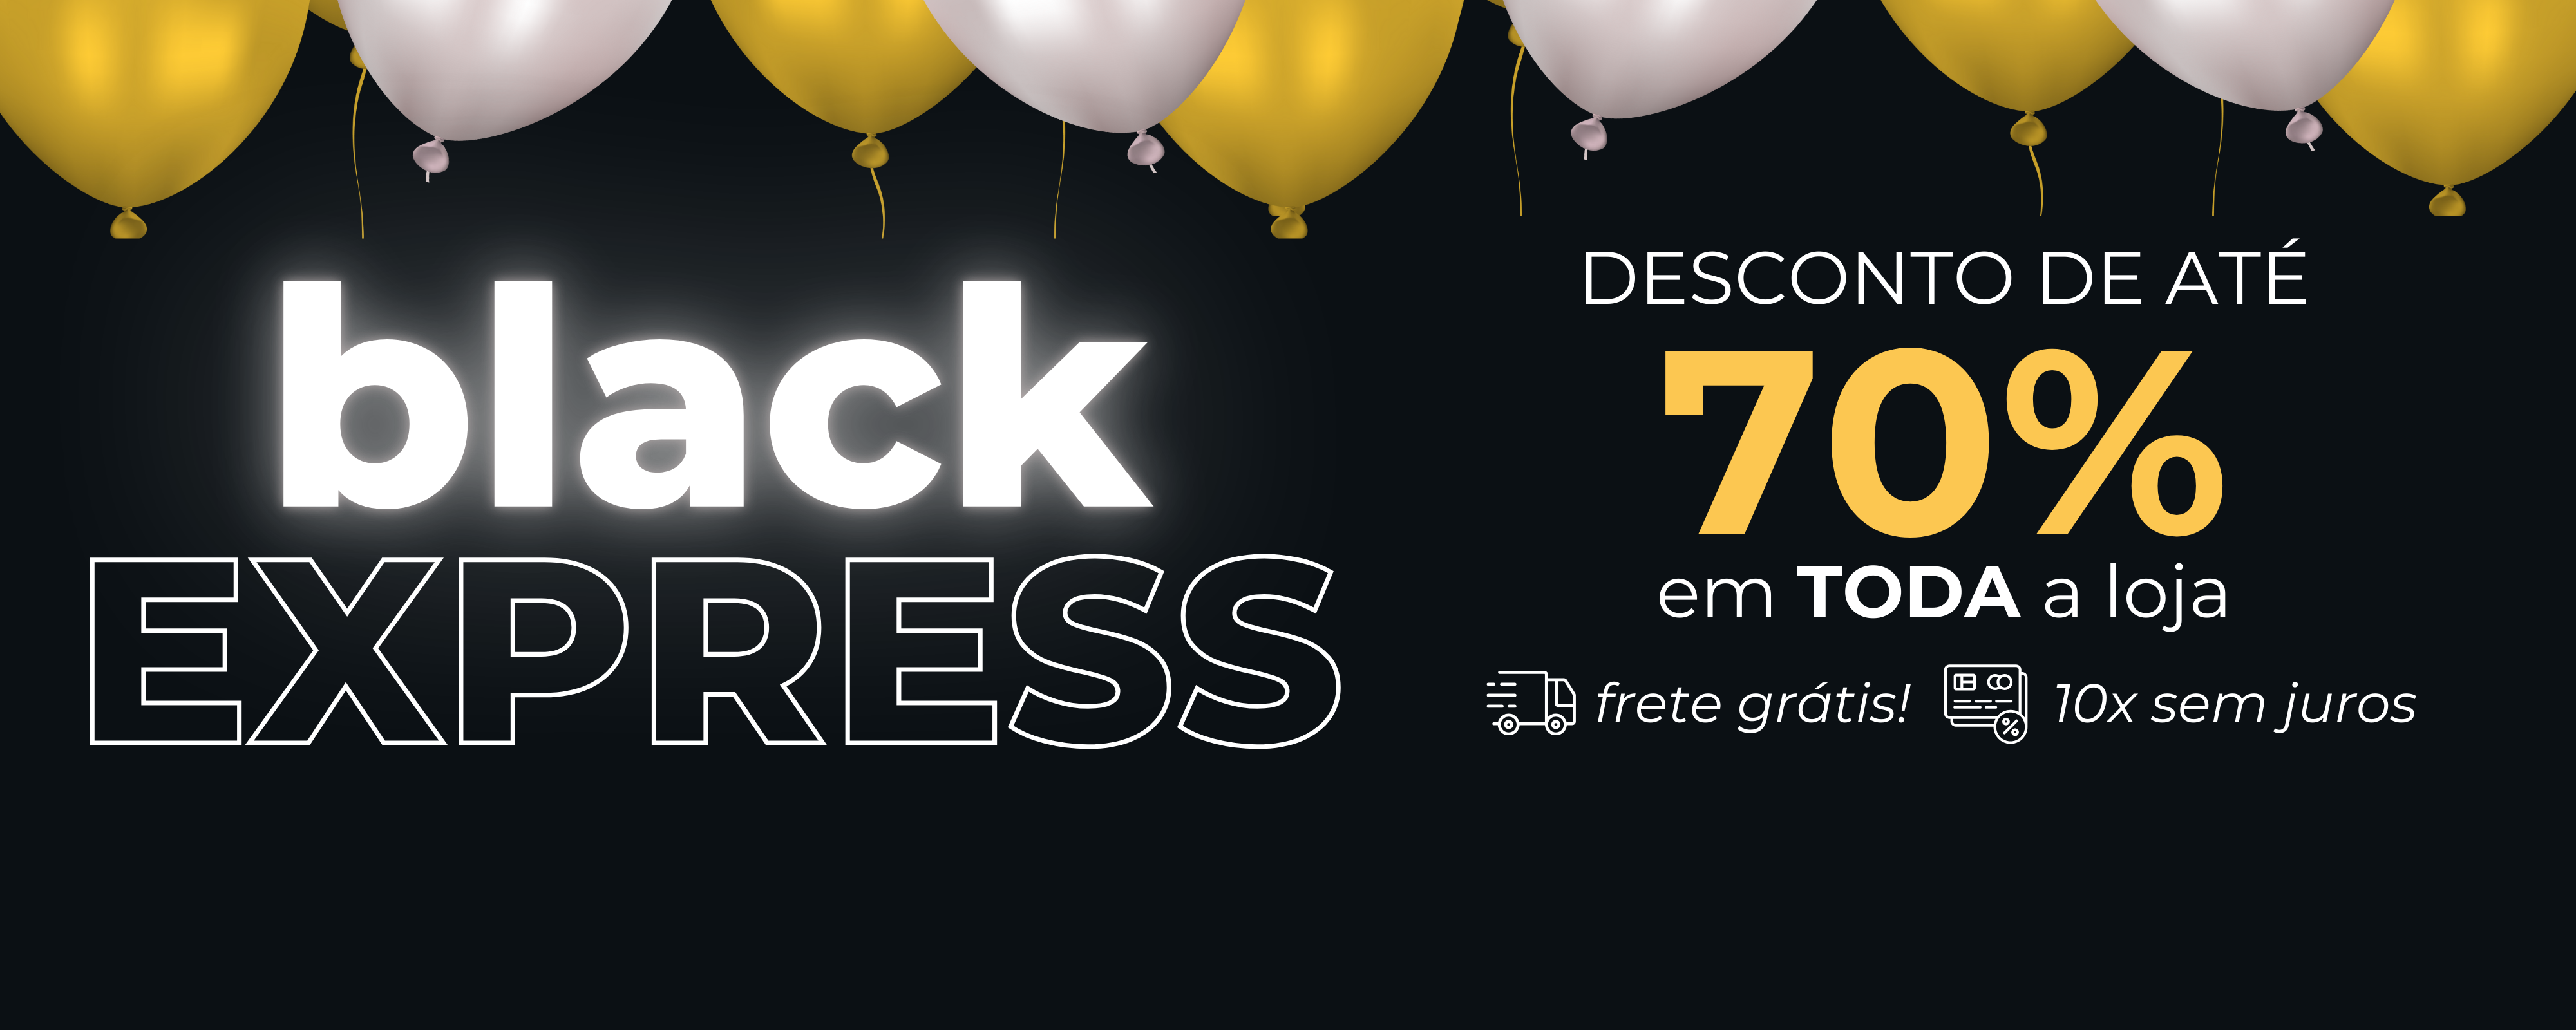 black
EXPRESS
DESCONTO DE ATÉ
70%
em TODA a loja
frete grátis!
10x sem juros